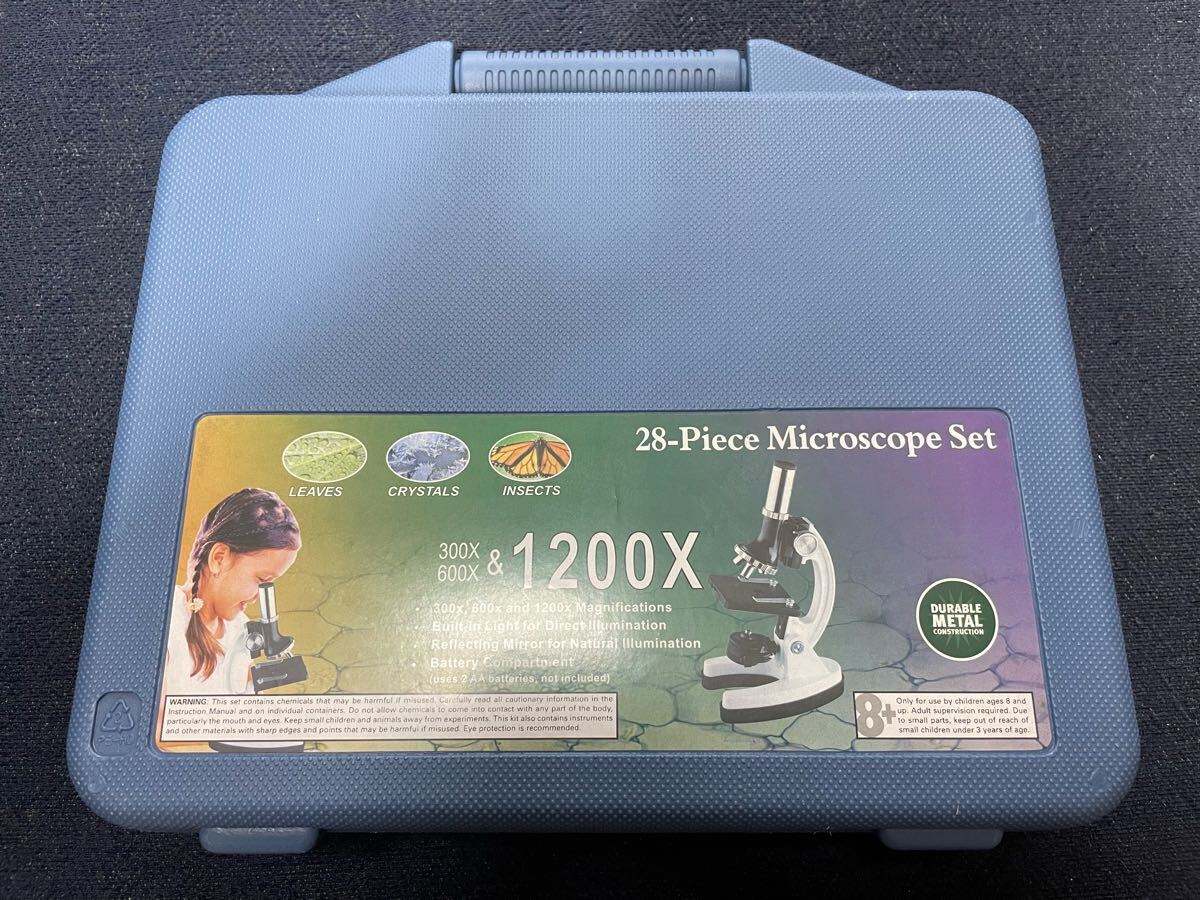 28-Piece Microscope Set
LEAVES
CRYSTALS
INSECTS
300X
600X
& 1200X
• 300x, 600x and 1200x Magnifications
• Built-in Light for Direct Illumination
• Reflecting Mirror for Natural Illumination
• Battery Compartment
(uses 2 AA batteries, not included)
DURABLE
METAL
CONSTRUCTION
WARNING: This set contains chemicals that may be harmful if misused. Carefully read all cautionary information in the
Instruction Manual and on individual containers. Do not allow chemicals to come into contact with any part of the body,
particularly the mouth and eyes. Keep small children and animals away from experiments. This kit also contains instruments
and other materials with sharp edges and points that may be harmful if misused. Eye protection is recommended.
8+
Only for use by children ages 8 and
up. Adult supervision required. Due
to small parts, keep out of reach of
small children under 3 years of age.